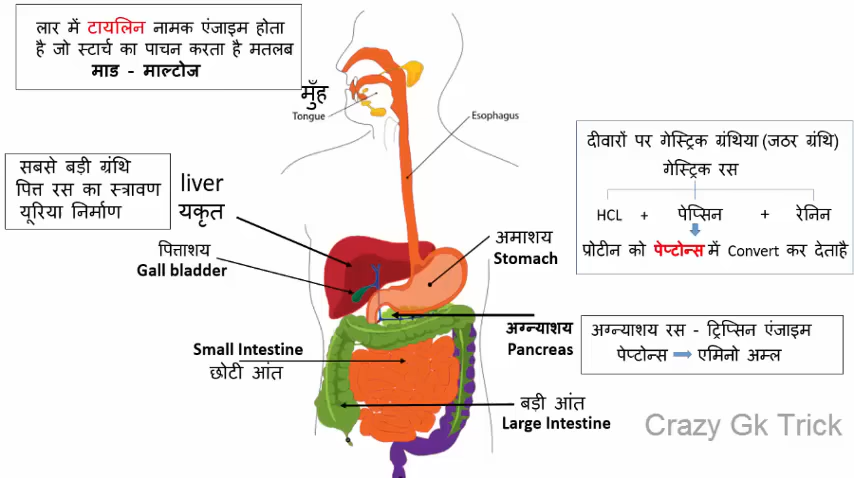 लार में टायलिन नामक एंजाइम होता
है जो स्टार्च का पाचन करता है मतलब
माड - माल्टोज
मुँह
Tongue
Esophagus
दीवारों पर गेस्ट्रिक ग्रंथिया (जठर ग्रंथि)
गेस्ट्रिक रस
HCL + पेप्सिन + रेनिन
प्रोटीन को पेप्टोन्स में Convert कर देताहै
सबसे बड़ी ग्रंथि
पित्त रस का स्त्रावण
यूरिया निर्माण
liver
यकृत
पित्ताशय
Gall bladder
अमाशय
Stomach
अग्न्याशय
Pancreas
अग्न्याशय रस - ट्रिप्सिन एंजाइम
पेप्टोन्स एमिनो अम्ल
Small Intestine
छोटी आंत
बड़ी आंत
Large Intestine
Crazy Gk Trick